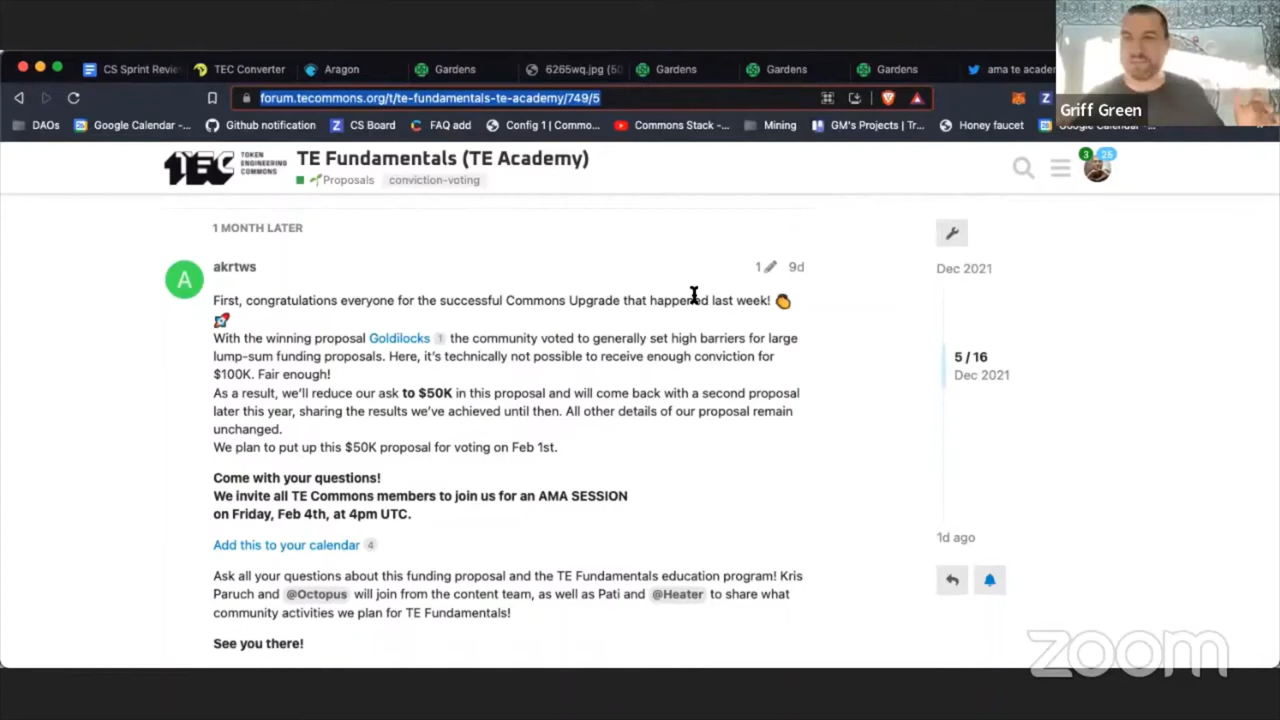 CS Sprint Revie
TEC Converter
Aragon
Gardens
6265wq.jpg (50
Gardens
Gardens
Gardens
ama te acader
forum.tecommons.org/t/te-fundamentals-te-academy/749/5
Griff Green
DAOs
Google Calendar -...
Github notification
CS Board
FAQ add
Config 1 | Commo...
Commons Stack -...
Mining
GM's Projects | Tr...
Honey faucet
TEC TOKEN
ENGINEERING
COMMONS
TE Fundamentals (TE Academy)
Proposals conviction-voting
3 25
1 MONTH LATER
A
akrtws
1 9d
First, congratulations everyone for the successful Commons Upgrade that happened last week!
With the winning proposal Goldilocks 1 the community voted to generally set high barriers for large
lump-sum funding proposals. Here, it's technically not possible to receive enough conviction for
$100K. Fair enough!
As a result, we'll reduce our ask to $50K in this proposal and will come back with a second proposal
later this year, sharing the results we've achieved until then. All other details of our proposal remain
unchanged.
We plan to put up this $50K proposal for voting on Feb 1st.
Come with your questions!
We invite all TE Commons members to join us for an AMA SESSION
on Friday, Feb 4th, at 4pm UTC.
Add this to your calendar 4
Ask all your questions about this funding proposal and the TE Fundamentals education program! Kris
Paruch and @Octopus will join from the content team, as well as Pati and @Heater to share what
community activities we plan for TE Fundamentals!
See you there!
Dec 2021
5 / 16
Dec 2021
1d ago
zoom